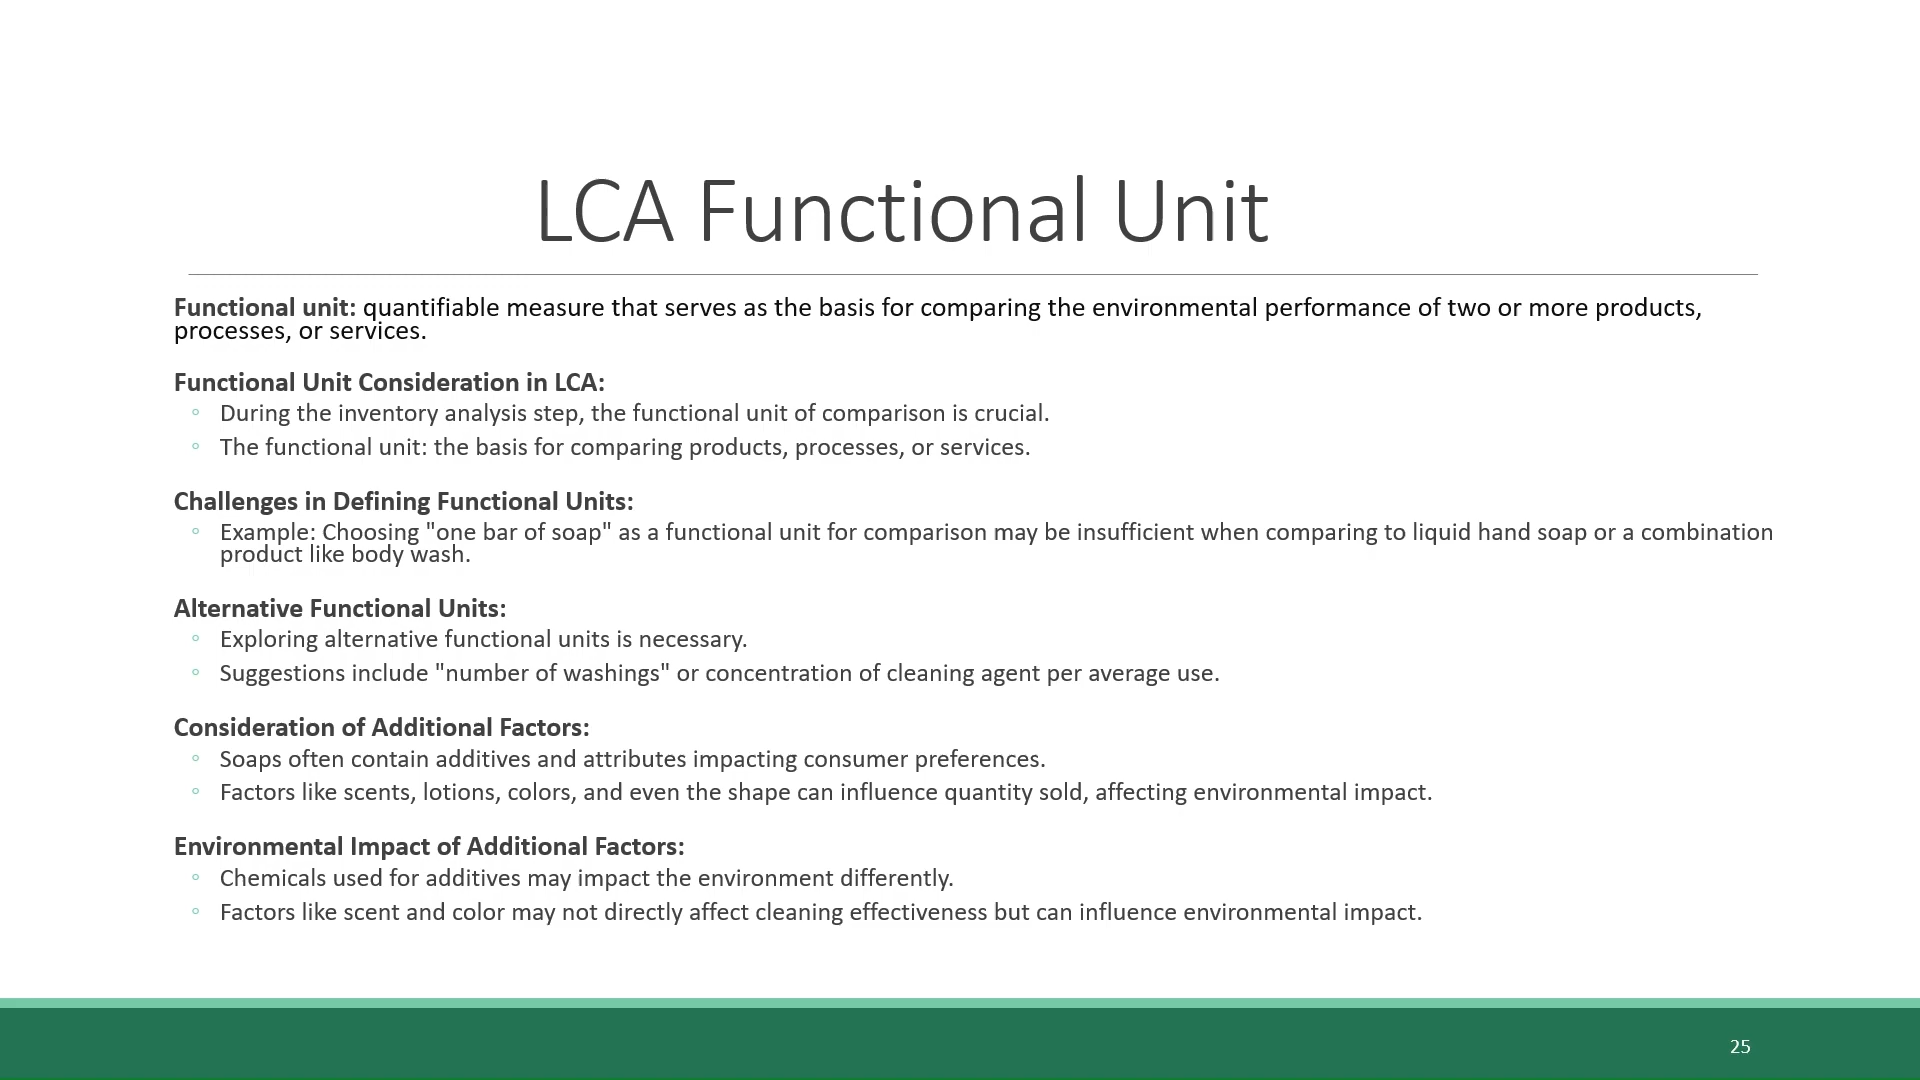 LCA Functional Unit
Functional unit: quantifiable measure that serves as the basis for comparing the environmental performance of two or more products,
processes, or services.
Functional Unit Consideration in LCA:
◦ During the inventory analysis step, the functional unit of comparison is crucial.
◦ The functional unit: the basis for comparing products, processes, or services.
Challenges in Defining Functional Units:
◦ Example: Choosing "one bar of soap" as a functional unit for comparison may be insufficient when comparing to liquid hand soap or a combination
product like body wash.
Alternative Functional Units:
◦ Exploring alternative functional units is necessary.
◦ Suggestions include "number of washings" or concentration of cleaning agent per average use.
Consideration of Additional Factors:
◦ Soaps often contain additives and attributes impacting consumer preferences.
◦ Factors like scents, lotions, colors, and even the shape can influence quantity sold, affecting environmental impact.
Environmental Impact of Additional Factors:
◦ Chemicals used for additives may impact the environment differently.
◦ Factors like scent and color may not directly affect cleaning effectiveness but can influence environmental impact.
25